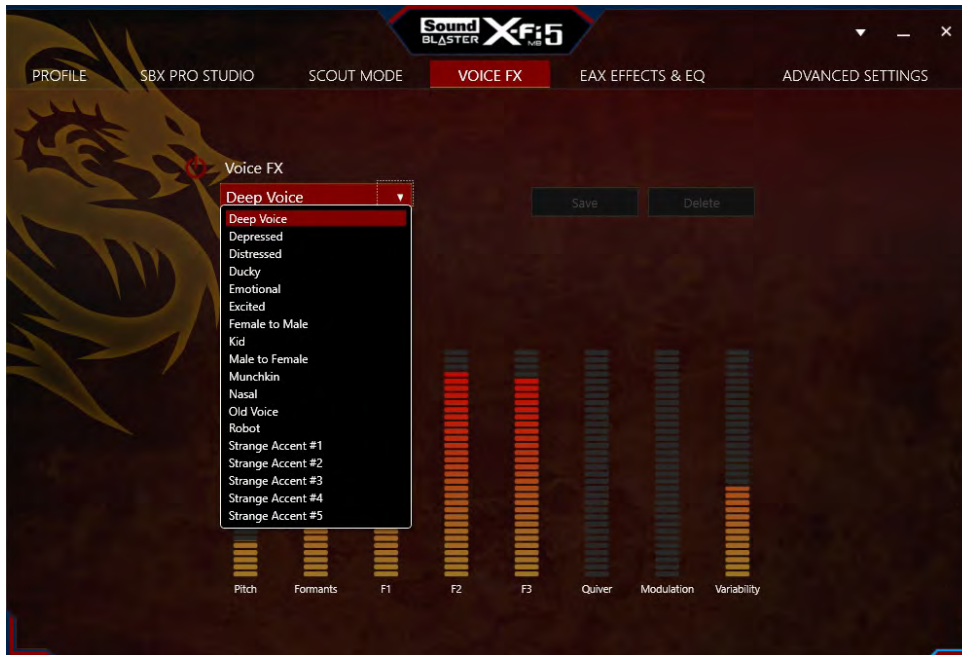 Sound
BLASTER X-Fi 5
MB
PROFILE SBX PRO STUDIO SCOUT MODE VOICE FX EAX EFFECTS & EQ ADVANCED SETTINGS
Voice FX
Deep Voice
Save Delete
Deep Voice
Depressed
Distressed
Ducky
Emotional
Excited
Female to Male
Kid
Male to Female
Munchkin
Nasal
Old Voice
Robot
Strange Accent #1
Strange Accent #2
Strange Accent #3
Strange Accent #4
Strange Accent #5
Pitch Formants F1 F2 F3 Quiver Modulation Variability